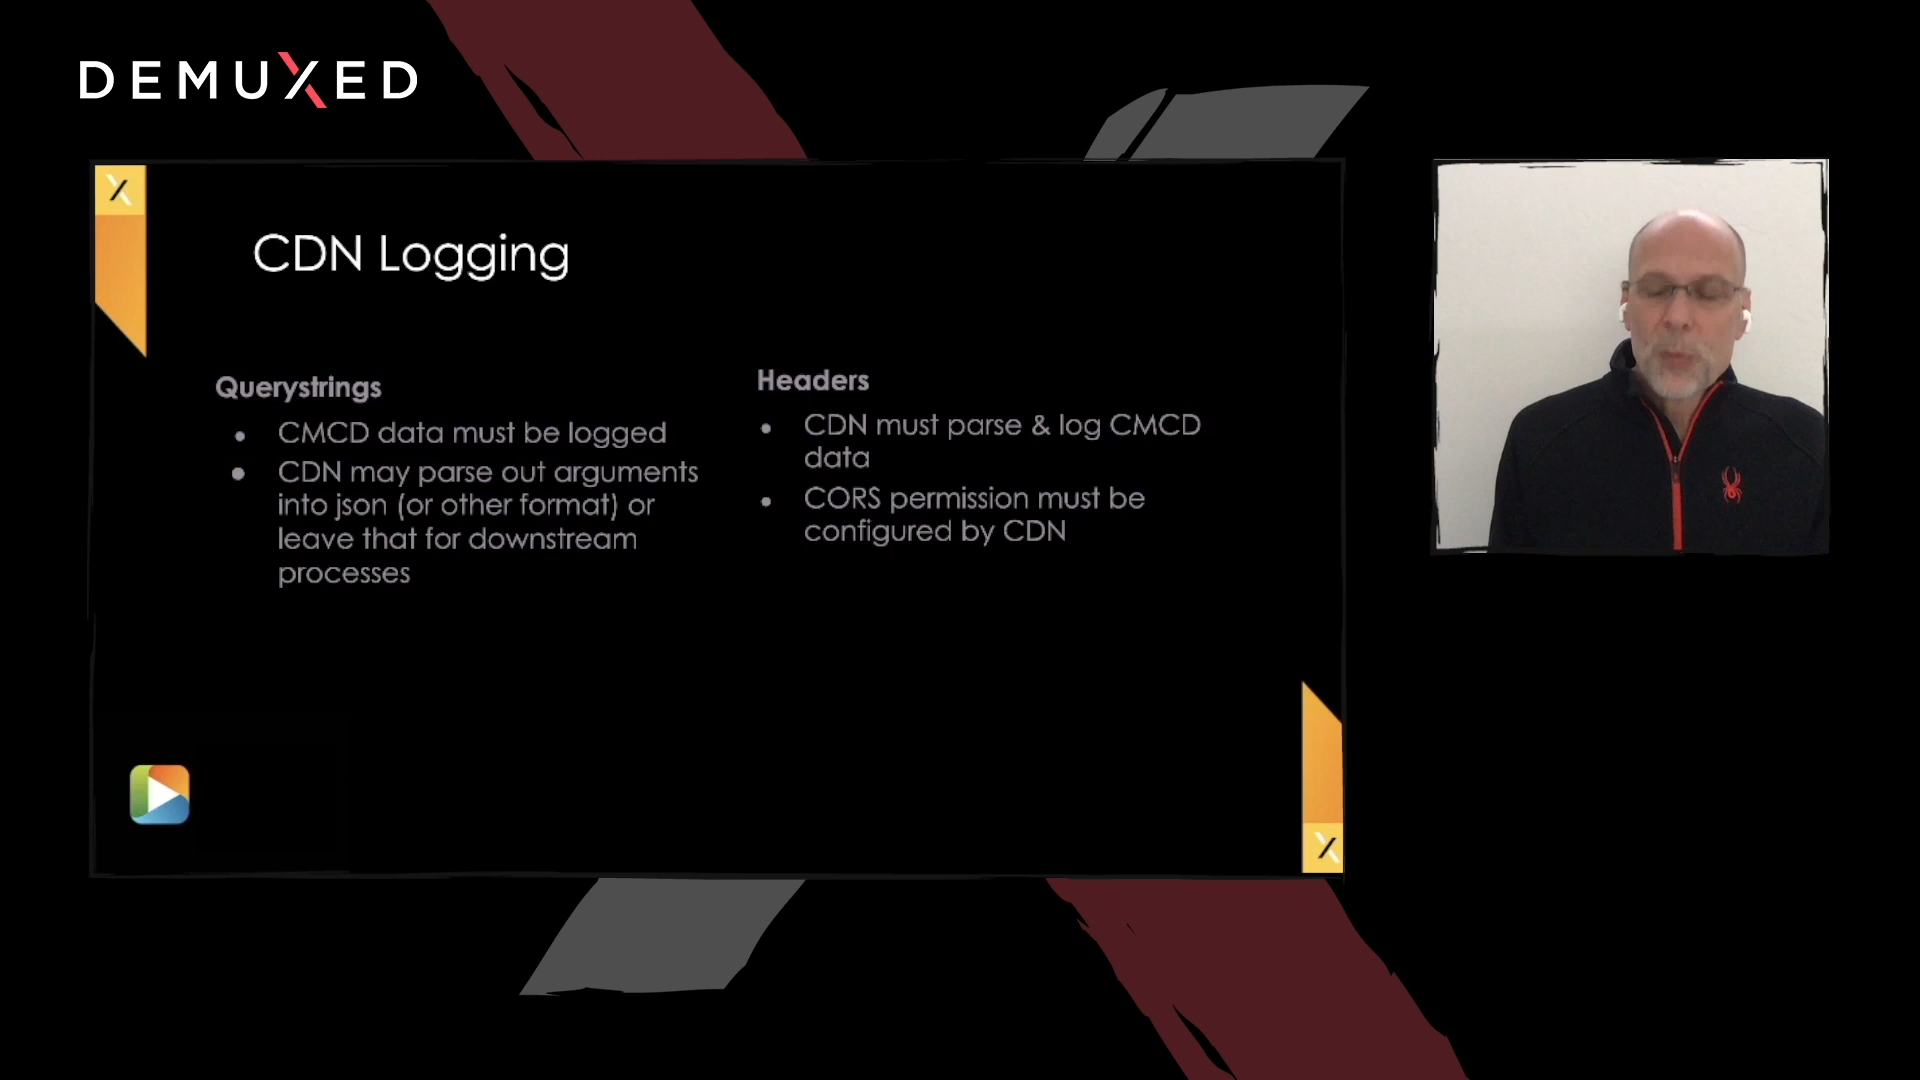 DEMUXED
CDN Logging
Querystrings
• CMCD data must be logged
• CDN may parse out arguments
into json (or other format) or
leave that for downstream
processes
Headers
• CDN must parse & log CMCD
data
• CORS permission must be
configured by CDN